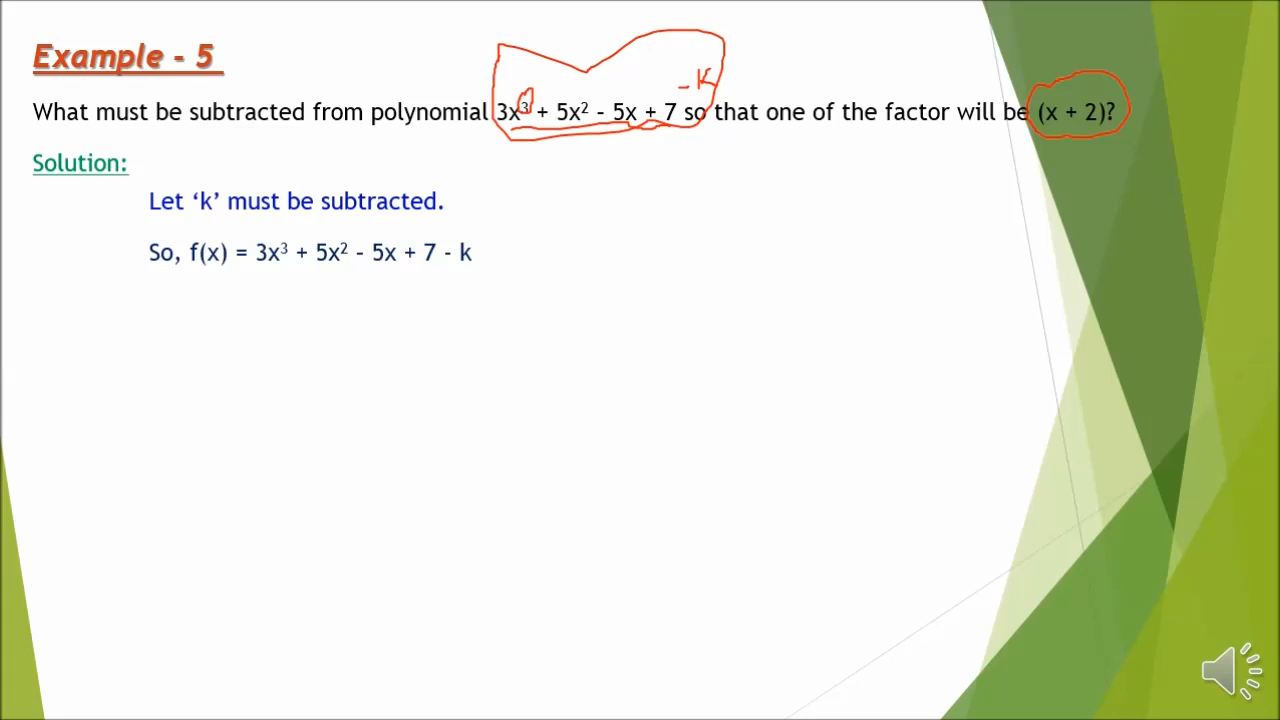 Example - 5
- K
What must be subtracted from polynomial 3x³ + 5x² - 5x + 7 so that one of the factor will be (x + 2)?
Solution:
Let ‘k’ must be subtracted.
So, f(x) = 3x³ + 5x² - 5x + 7 - k